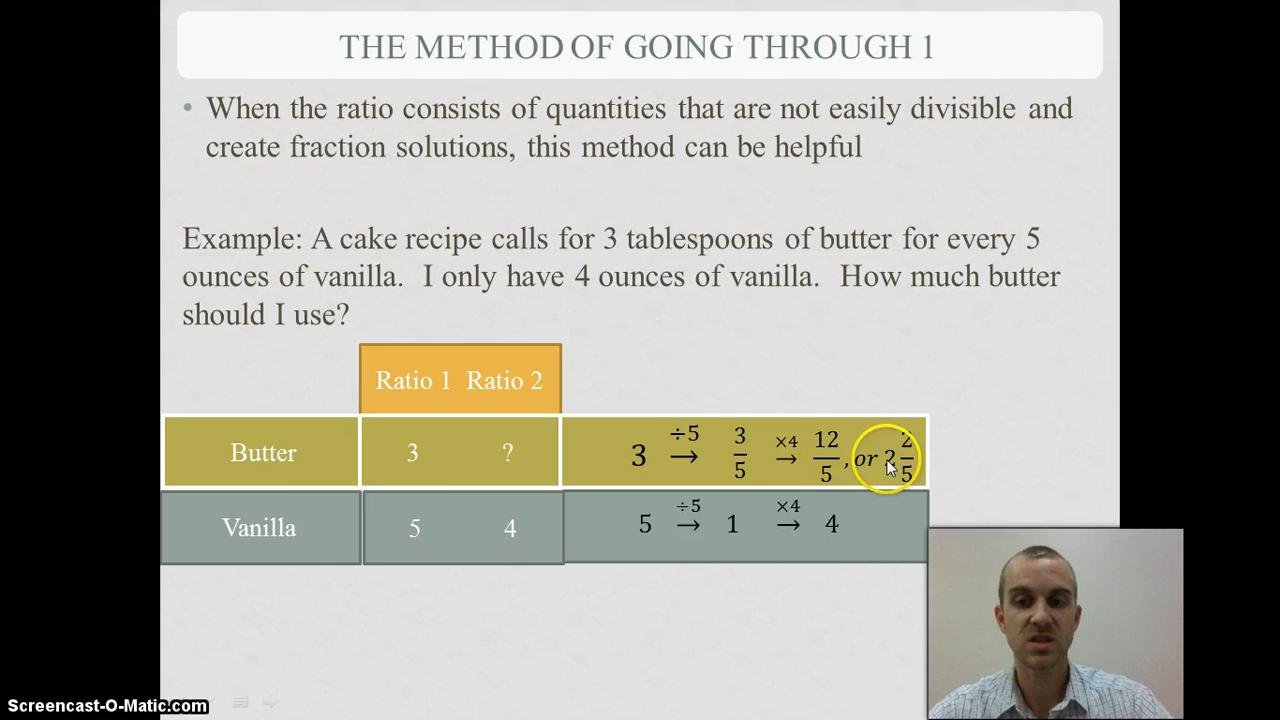 THE METHOD OF GOING THROUGH 1
• When the ratio consists of quantities that are not easily divisible and
create fraction solutions, this method can be helpful
Example: A cake recipe calls for 3 tablespoons of butter for every 5
ounces of vanilla. I only have 4 ounces of vanilla. How much butter
should I use?
Ratio 1 Ratio 2
Butter 3 ? 3 ÷5→ 3/5 ×4→ 12/5, or 2 2/5
Vanilla 5 4 5 ÷5→ 1 ×4→ 4
Screencast-O-Matic.com